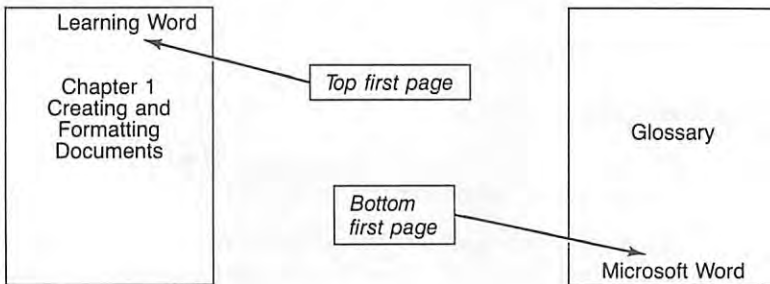 Learning Word
Chapter 1
Creating and
Formatting
Documents
Top first page
Bottom
first page
Glossary
Microsoft Word